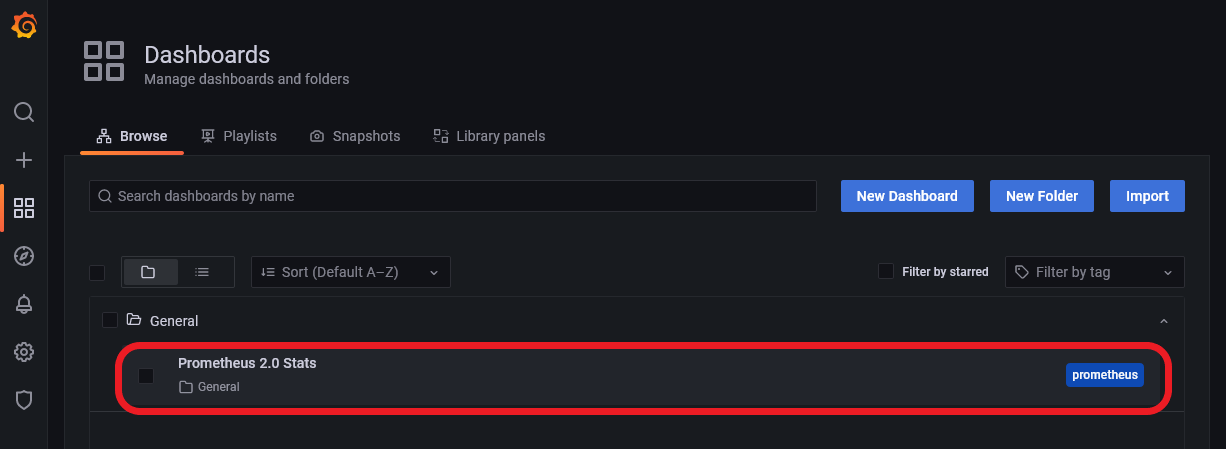 Dashboards
Manage dashboards and folders
Browse Playlists Snapshots Library panels
Search dashboards by name New Dashboard New Folder Import
Sort (Default A–Z) Filter by starred Filter by tag
General
Prometheus 2.0 Stats
General
prometheus